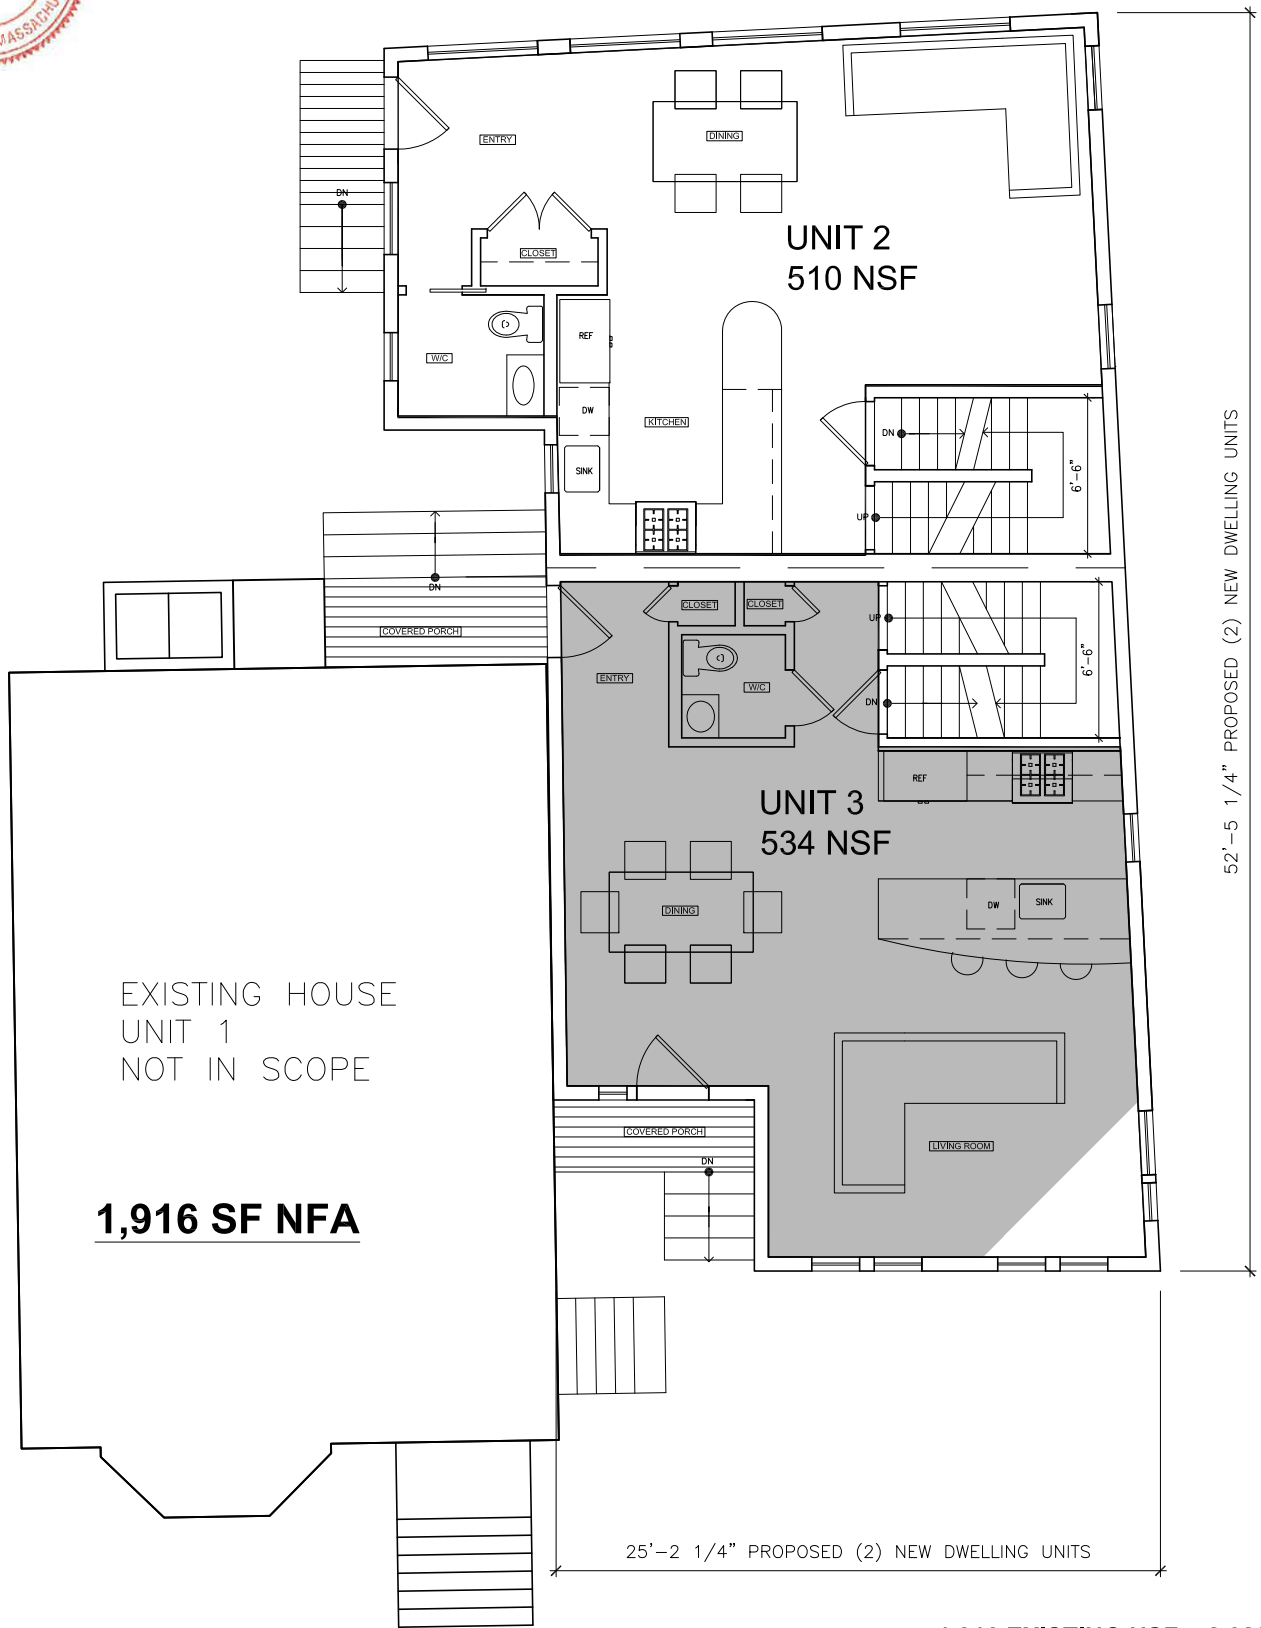 MASSACHU
ENTRY
DINING
DN
UNIT 2
510 NSF
CLOSET
REF
W/C
DW
KITCHEN
DN
SINK
6'-6"
UP
52'-5 1/4" PROPOSED (2) NEW DWELLING UNITS
DN
COVERED PORCH
CLOSET
CLOSET
UP
ENTRY
W/C
6'-6"
DN
REF
UNIT 3
534 NSF
DINING
DW
SINK
EXISTING HOUSE
UNIT 1
NOT IN SCOPE
COVERED PORCH
LIVING ROOM
DN
1,916 SF NFA
25'-2 1/4" PROPOSED (2) NEW DWELLING UNITS